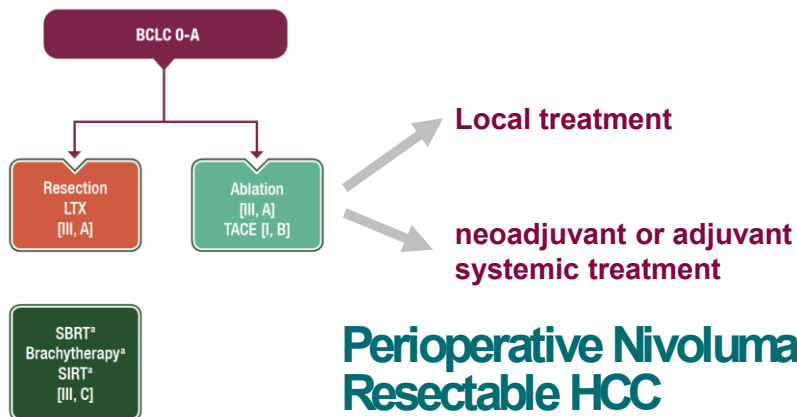 BCLC 0-A
Resection
LTX
[III, A]
Ablation
[III, A]
TACE [I, B]
Local treatment
neoadjuvant or adjuvant
systemic treatment
SBRTᵃ
Brachytherapyᵃ
SIRTᵃ
[III, C]
Perioperative Nivoluma
Resectable HCC